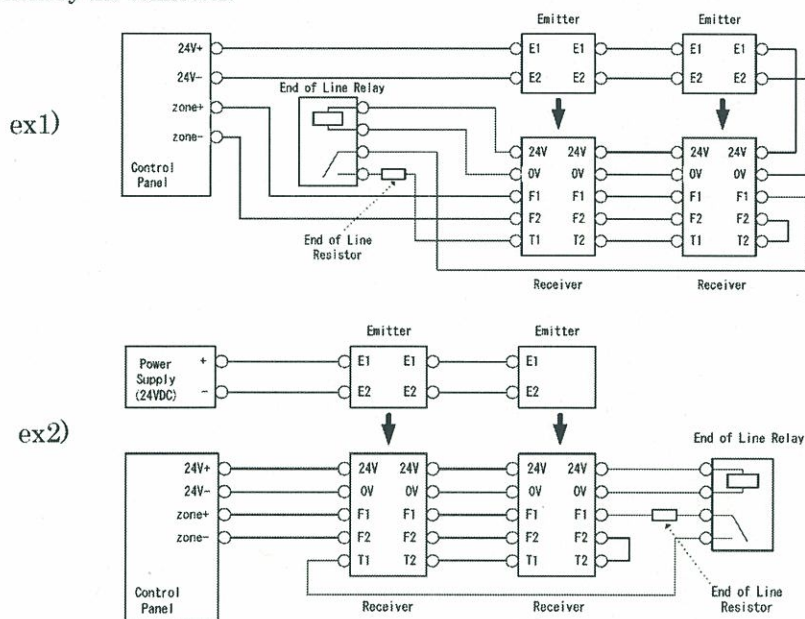 Emitter Emitter
24V+ E1 E1 E1 E1
24V- E2 E2 E2 E2
End of Line Relay
zone+
ex1)
zone- 24V 24V 24V 24V
0V 0V 0V 0V
Control
Panel
F1 F1 F1 F1
F2 F2 F2 F2
End of Line
Resistor
T1 T2 T1 T2
Receiver Receiver
Emitter Emitter
Power
Supply
(24VDC)
+ E1 E1 E1
- E2 E2 E2
ex2)
End of Line Relay
24V+ 24V 24V 24V 24V
24V- 0V 0V 0V 0V
zone+ F1 F1 F1 F1
zone- F2 F2 F2 F2
T1 T2 T1 T2
Control
Panel
Receiver Receiver
End of Line
Resistor